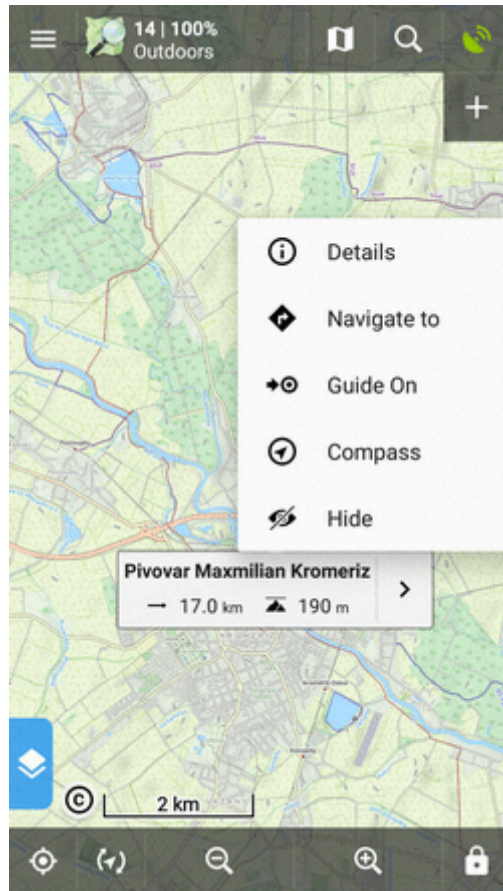 14 | 100%
Outdoors
Details
Navigate to
Guide On
Compass
Hide
Pivovar Maxmilian Kromeriz
17.0 km 190 m
© 2 km